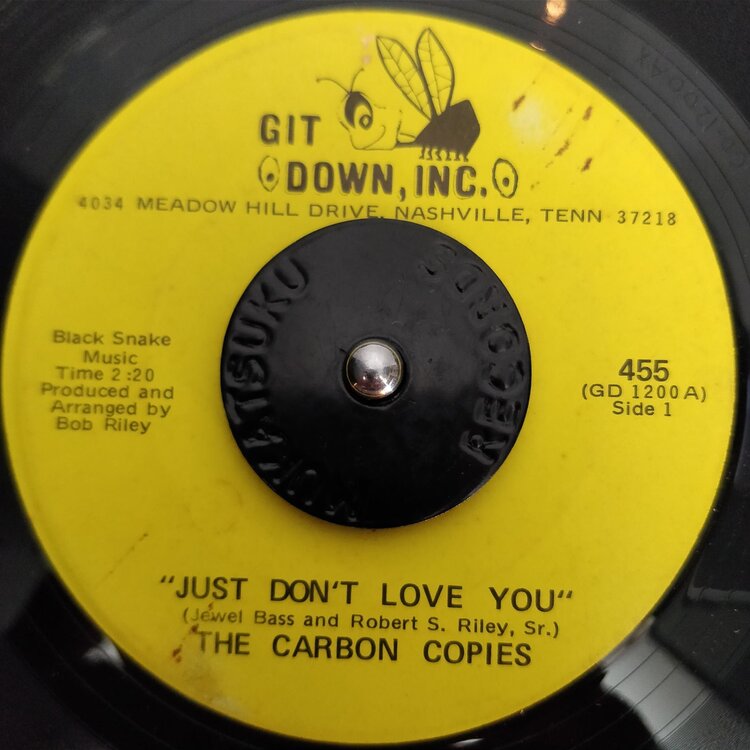 GIT
DOWN, INC.
4034 MEADOW HILL DRIVE, NASHVILLE, TENN 37218
MURATSUKU RECORDS
Black Snake
Music
Time 2:20
Produced and
Arranged by
Bob Riley
455
(GD 1200 A)
Side 1
"JUST DON'T LOVE YOU"
(Jewel Bass and Robert S. Riley, Sr.)
THE CARBON COPIES